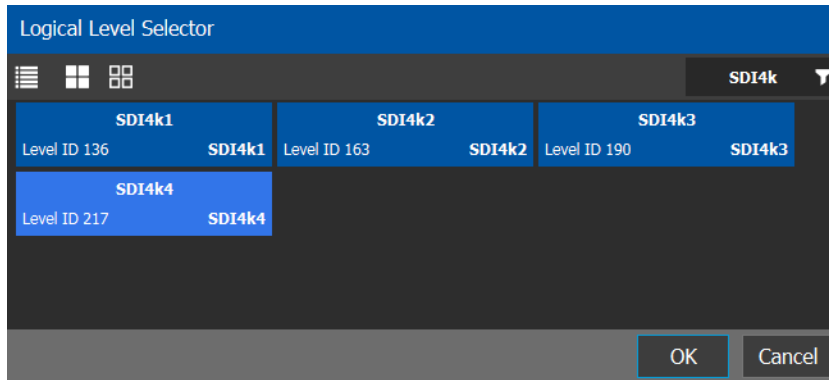 Logical Level Selector
SDI4k
SDI4k1
Level ID 136 SDI4k1
SDI4k2
Level ID 163 SDI4k2
SDI4k3
Level ID 190 SDI4k3
SDI4k4
Level ID 217 SDI4k4
OK Cancel